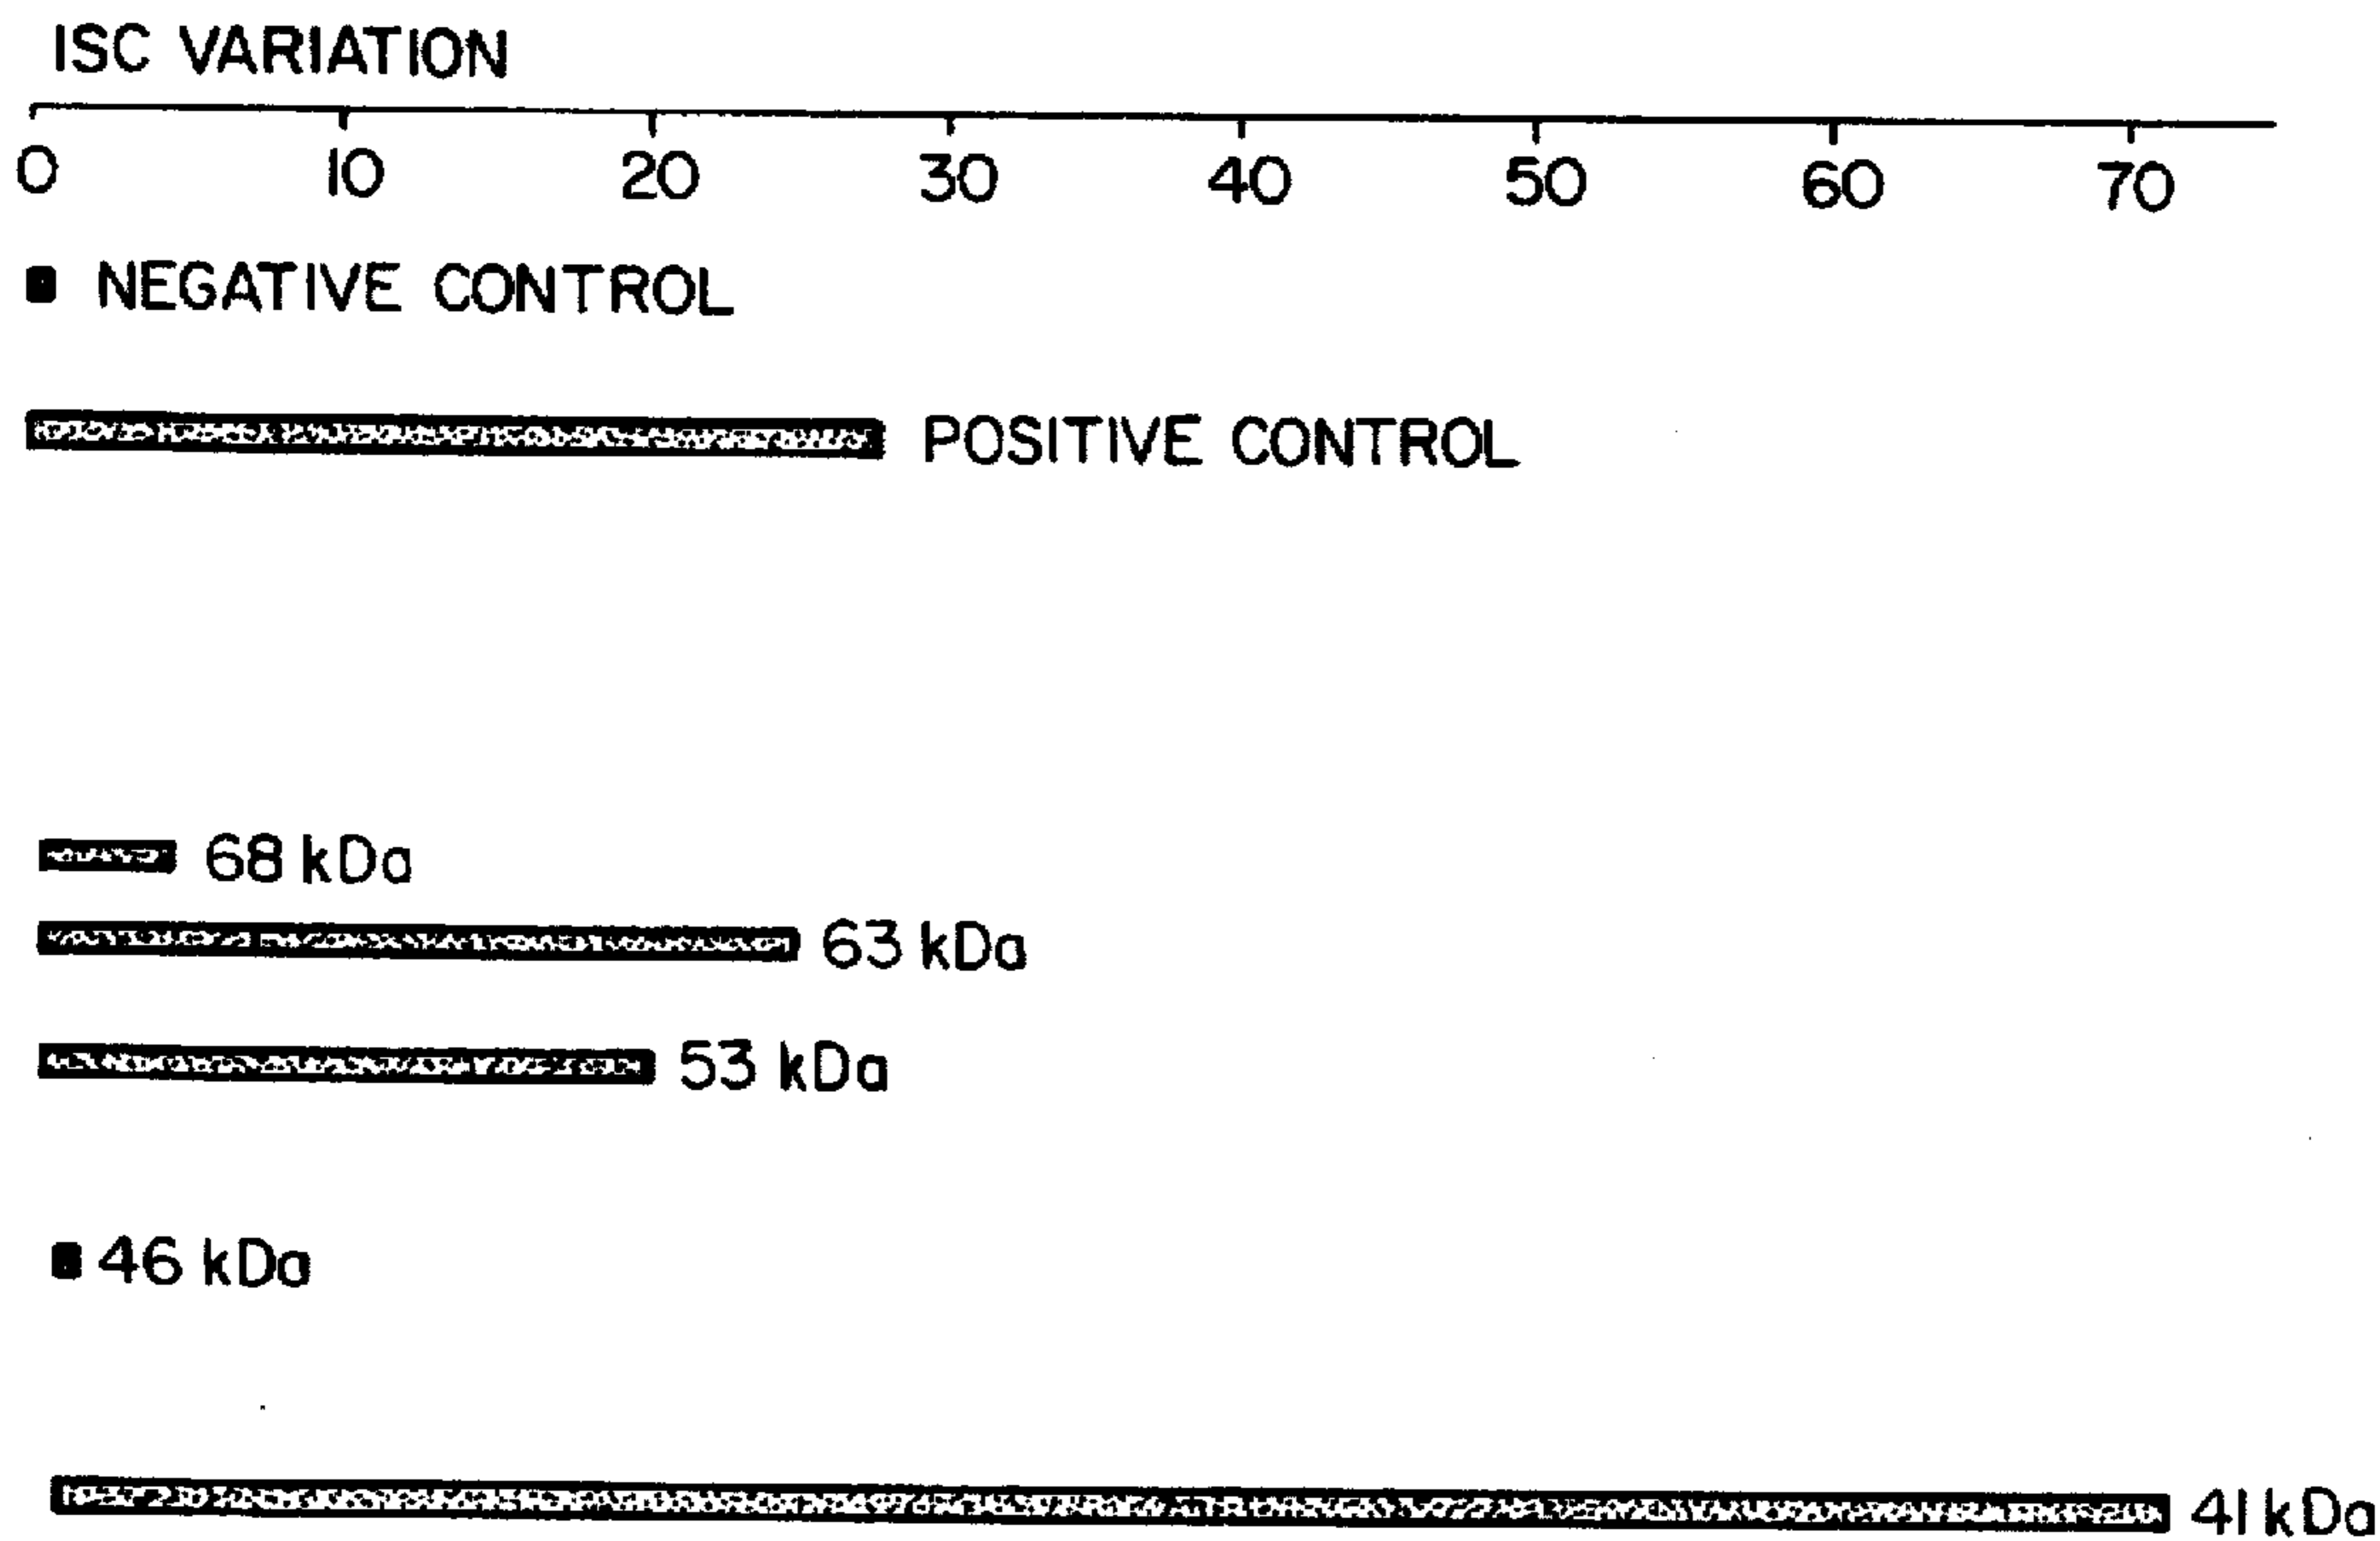 ISC VARIATION
0 10 20 30 40 50 60 70
NEGATIVE CONTROL
POSITIVE CONTROL
68 kDa
63 kDa
53 kDa
46 kDa
41 kDa